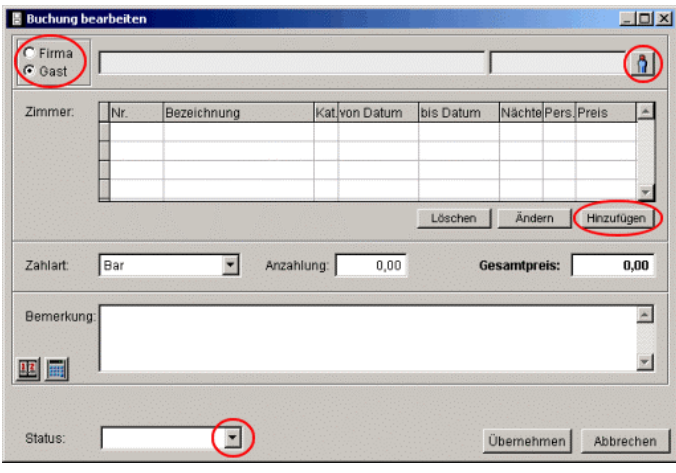 Buchung bearbeiten
Firma
Gast
Zimmer:
Nr. Bezeichnung Kat. von Datum bis Datum Nächte Pers. Preis
Löschen Ändern Hinzufügen
Zahlart: Bar Anzahlung: 0,00 Gesamtpreis: 0,00
Bemerkung:
12
Status:
Übernehmen Abbrechen